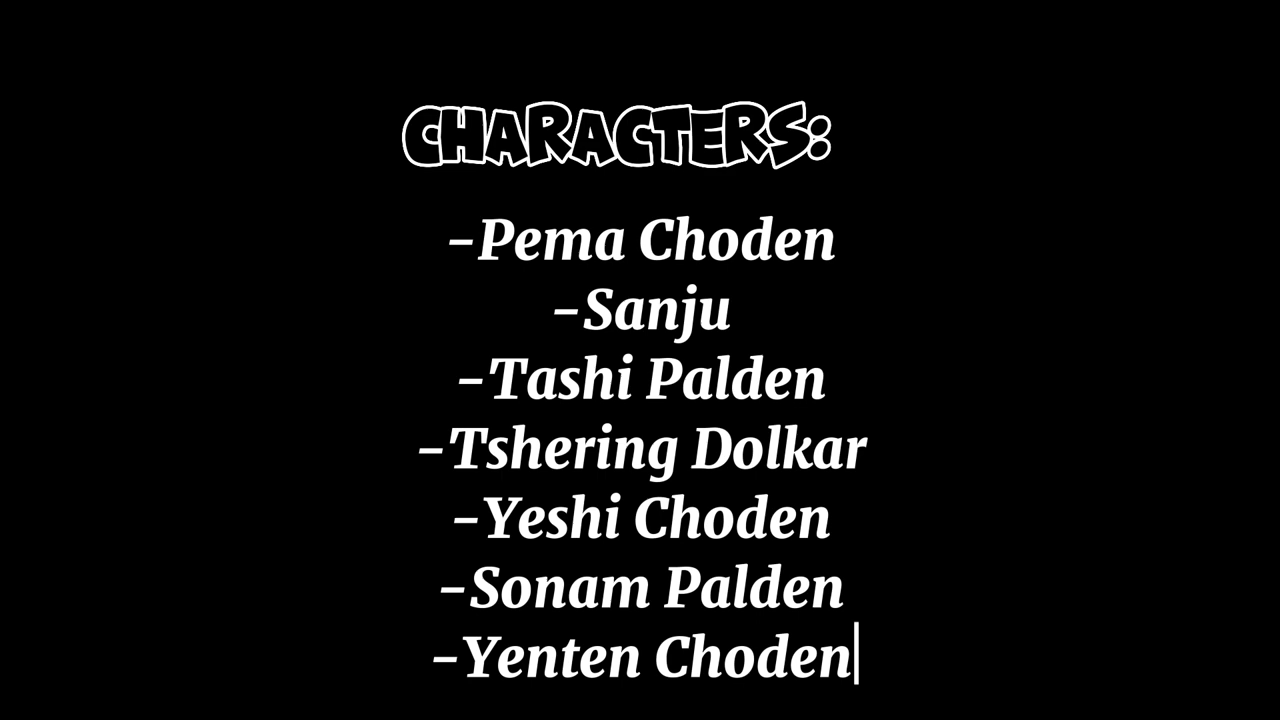 CHARACTERS:
-Pema Choden
-Sanju
-Tashi Palden
-Tshering Dolkar
-Yeshi Choden
-Sonam Palden
-Yenten Choden